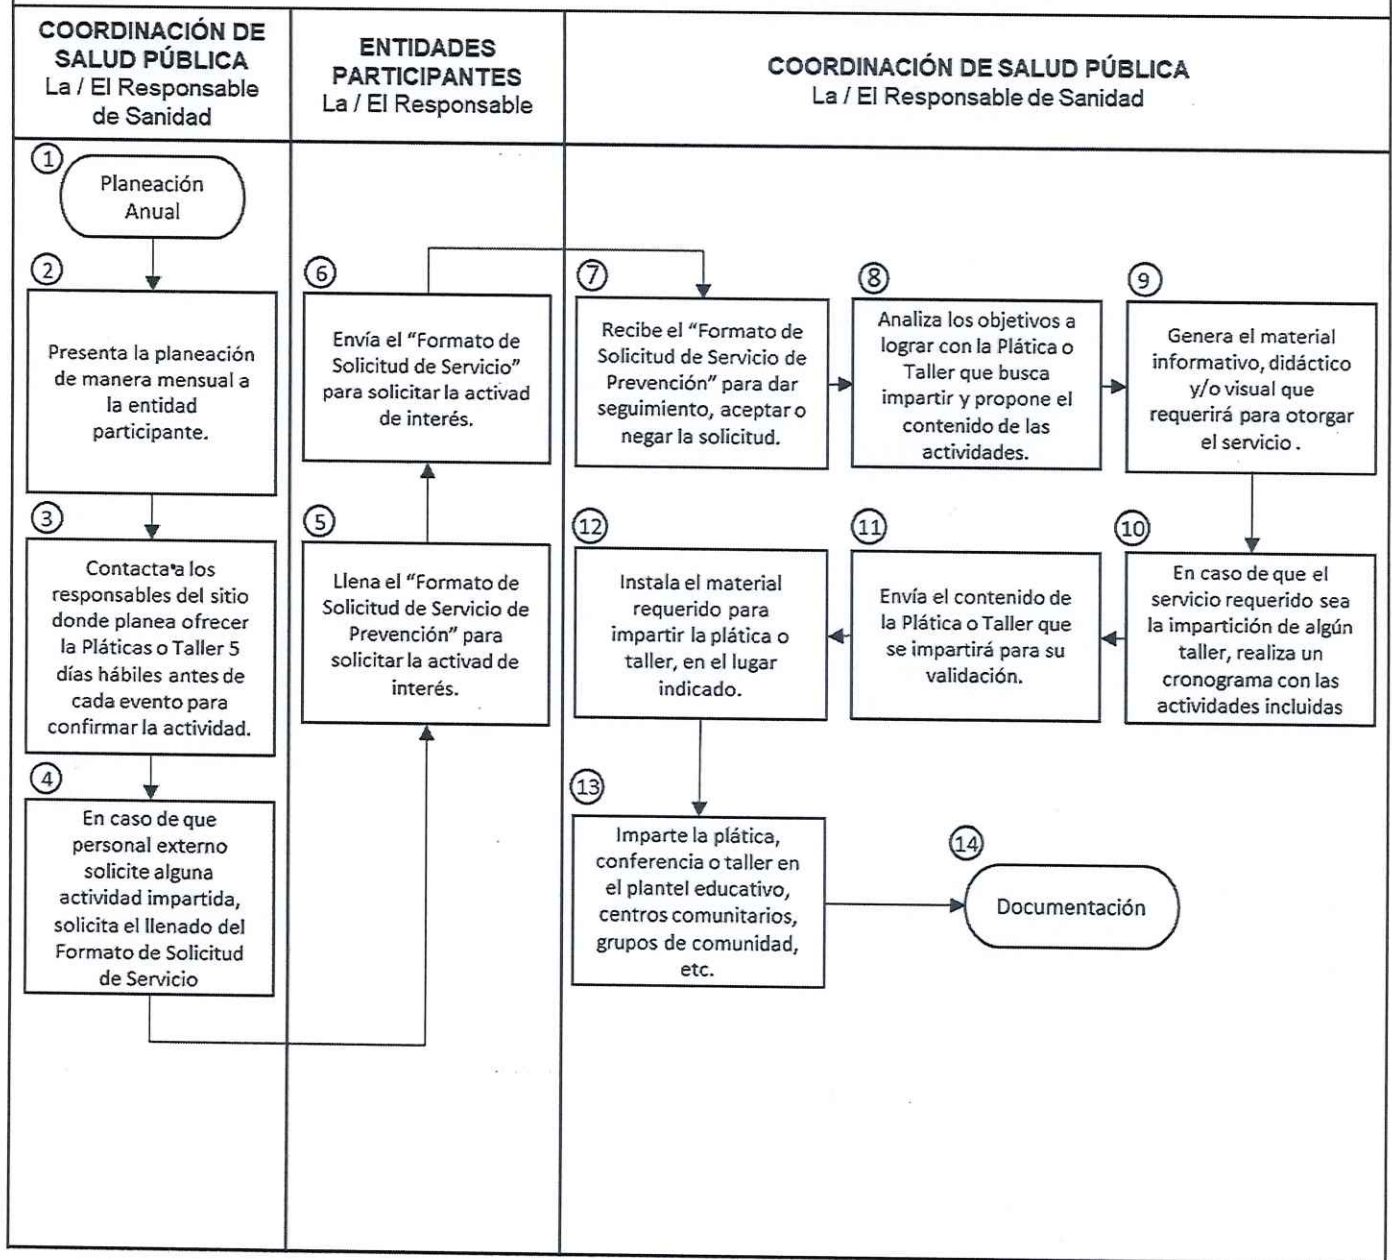 COORDINACIÓN DE
SALUD PÚBLICA
La / El Responsable
de Sanidad
ENTIDADES
PARTICIPANTES
La / El Responsable
COORDINACIÓN DE SALUD PÚBLICA
La / El Responsable de Sanidad
1
Planeación
Anual
2
Presenta la planeación
de manera mensual a
la entidad
participante.
3
Contacta a los
responsables del sitio
donde planea ofrecer
la Pláticas o Taller 5
días hábiles antes de
cada evento para
confirmar la actividad.
4
En caso de que
personal externo
solicite alguna
actividad impartida,
solicita el llenado del
Formato de Solicitud
de Servicio
5
Llena el “Formato de
Solicitud de Servicio de
Prevención” para
solicitar la activad de
interés.
6
Envía el “Formato de
Solicitud de Servicio”
para solicitar la activad
de interés.
7
Recibe el “Formato de
Solicitud de Servicio de
Prevención” para dar
seguimiento, aceptar o
negar la solicitud.
8
Analiza los objetivos a
lograr con la Plática o
Taller que busca
impartir y propone el
contenido de las
actividades.
9
Genera el material
informativo, didáctico
y/o visual que
requerirá para otorgar
el servicio .
10
En caso de que el
servicio requerido sea
la impartición de algún
taller, realiza un
cronograma con las
actividades incluidas
11
Envía el contenido de
la Plática o Taller que
se impartirá para su
validación.
12
Instala el material
requerido para
impartir la plática o
taller, en el lugar
indicado.
13
Imparte la plática,
conferencia o taller en
el plantel educativo,
centros comunitarios,
grupos de comunidad,
etc.
14
Documentación